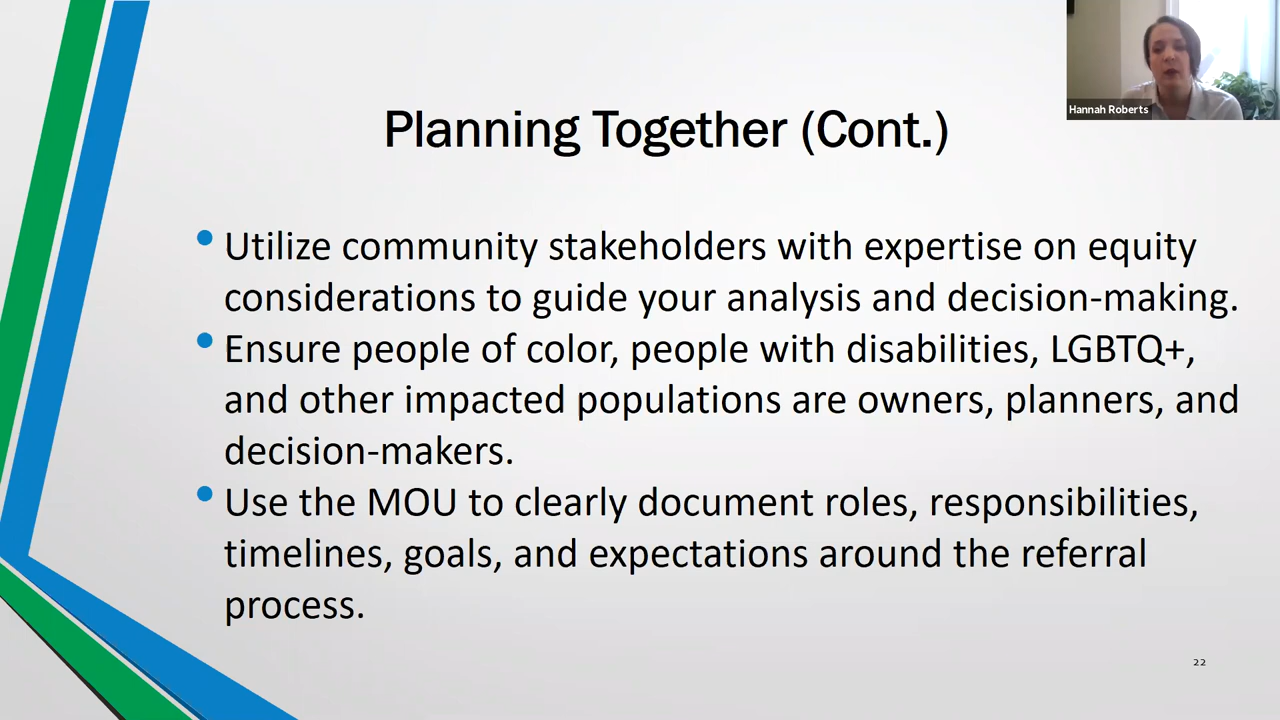 Hannah Roberts
Planning Together (Cont.)
• Utilize community stakeholders with expertise on equity
considerations to guide your analysis and decision-making.
• Ensure people of color, people with disabilities, LGBTQ+,
and other impacted populations are owners, planners, and
decision-makers.
• Use the MOU to clearly document roles, responsibilities,
timelines, goals, and expectations around the referral
process.
22